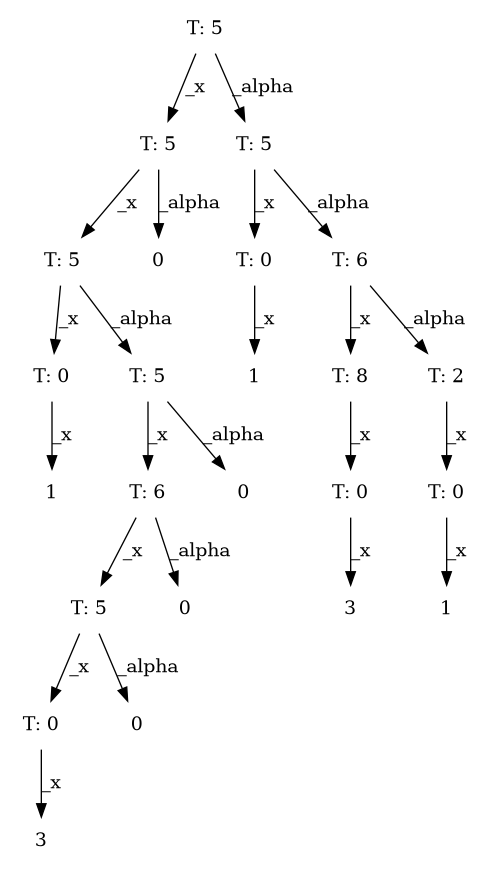 T: 5
_x _alpha
T: 5 T: 5
_x _alpha _x _alpha
T: 5 0 T: 0 T: 6
_x _alpha _x _x _alpha
T: 0 T: 5 1 T: 8 T: 2
_x _x _alpha _x _x
1 T: 6 0 T: 0 T: 0
_x _alpha _x _x
T: 5 0 3 1
_x _alpha
T: 0 0
_x
3